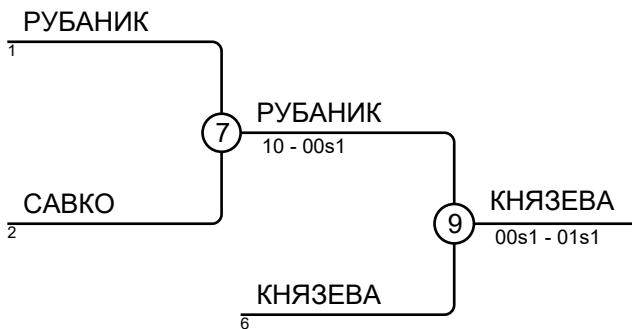 РУБАНИК
1
7
РУБАНИК
10 - 00s1
САВКО
2
9
КНЯЗЕВА
00s1 - 01s1
КНЯЗЕВА
6